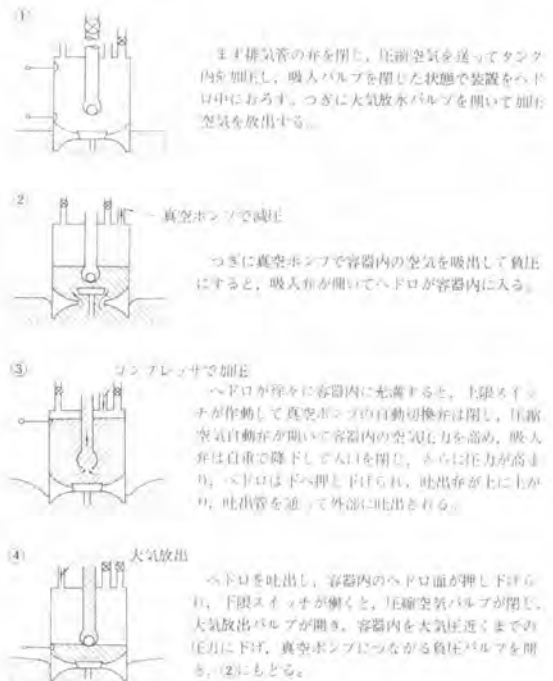 ①
まず排気管の弁を閉じ，圧縮空気を送ってタンク
内を加圧し，吸入バルブを閉じた状態で装置をヘド
ロ中におろす。つぎに大気放水バルブを開いて加圧
空気を放出する。
②
真空ポンプで減圧
つぎに真空ポンプで容器内の空気を吸出して負圧
にすると，吸入弁が開いてヘドロが容器内に入る。
③
コンプレッサで加圧
ヘドロが徐々に容器内に充満すると，上限スイッ
チが作動して真空ポンプの自動切換弁は閉じ，圧縮
空気自動弁が開いて容器内の空気圧力を高め，吸入
弁は自重で降下して入口を閉じ，さらに圧力が高ま
り，ヘドロは下へ押し下げられ，吐出弁が上に上が
り，吐出管を通って外部に吐出される。
④
大気放出
ヘドロを吐出し，容器内のヘドロ面が押し下げら
れ，下限スイッチが働くと，圧縮空気バルブが閉じ，
大気放出バルブが開き，容器内を大気圧近くまでの
圧力に下げ，真空ポンプにつながる負圧バルブを開
き，②にもどる。